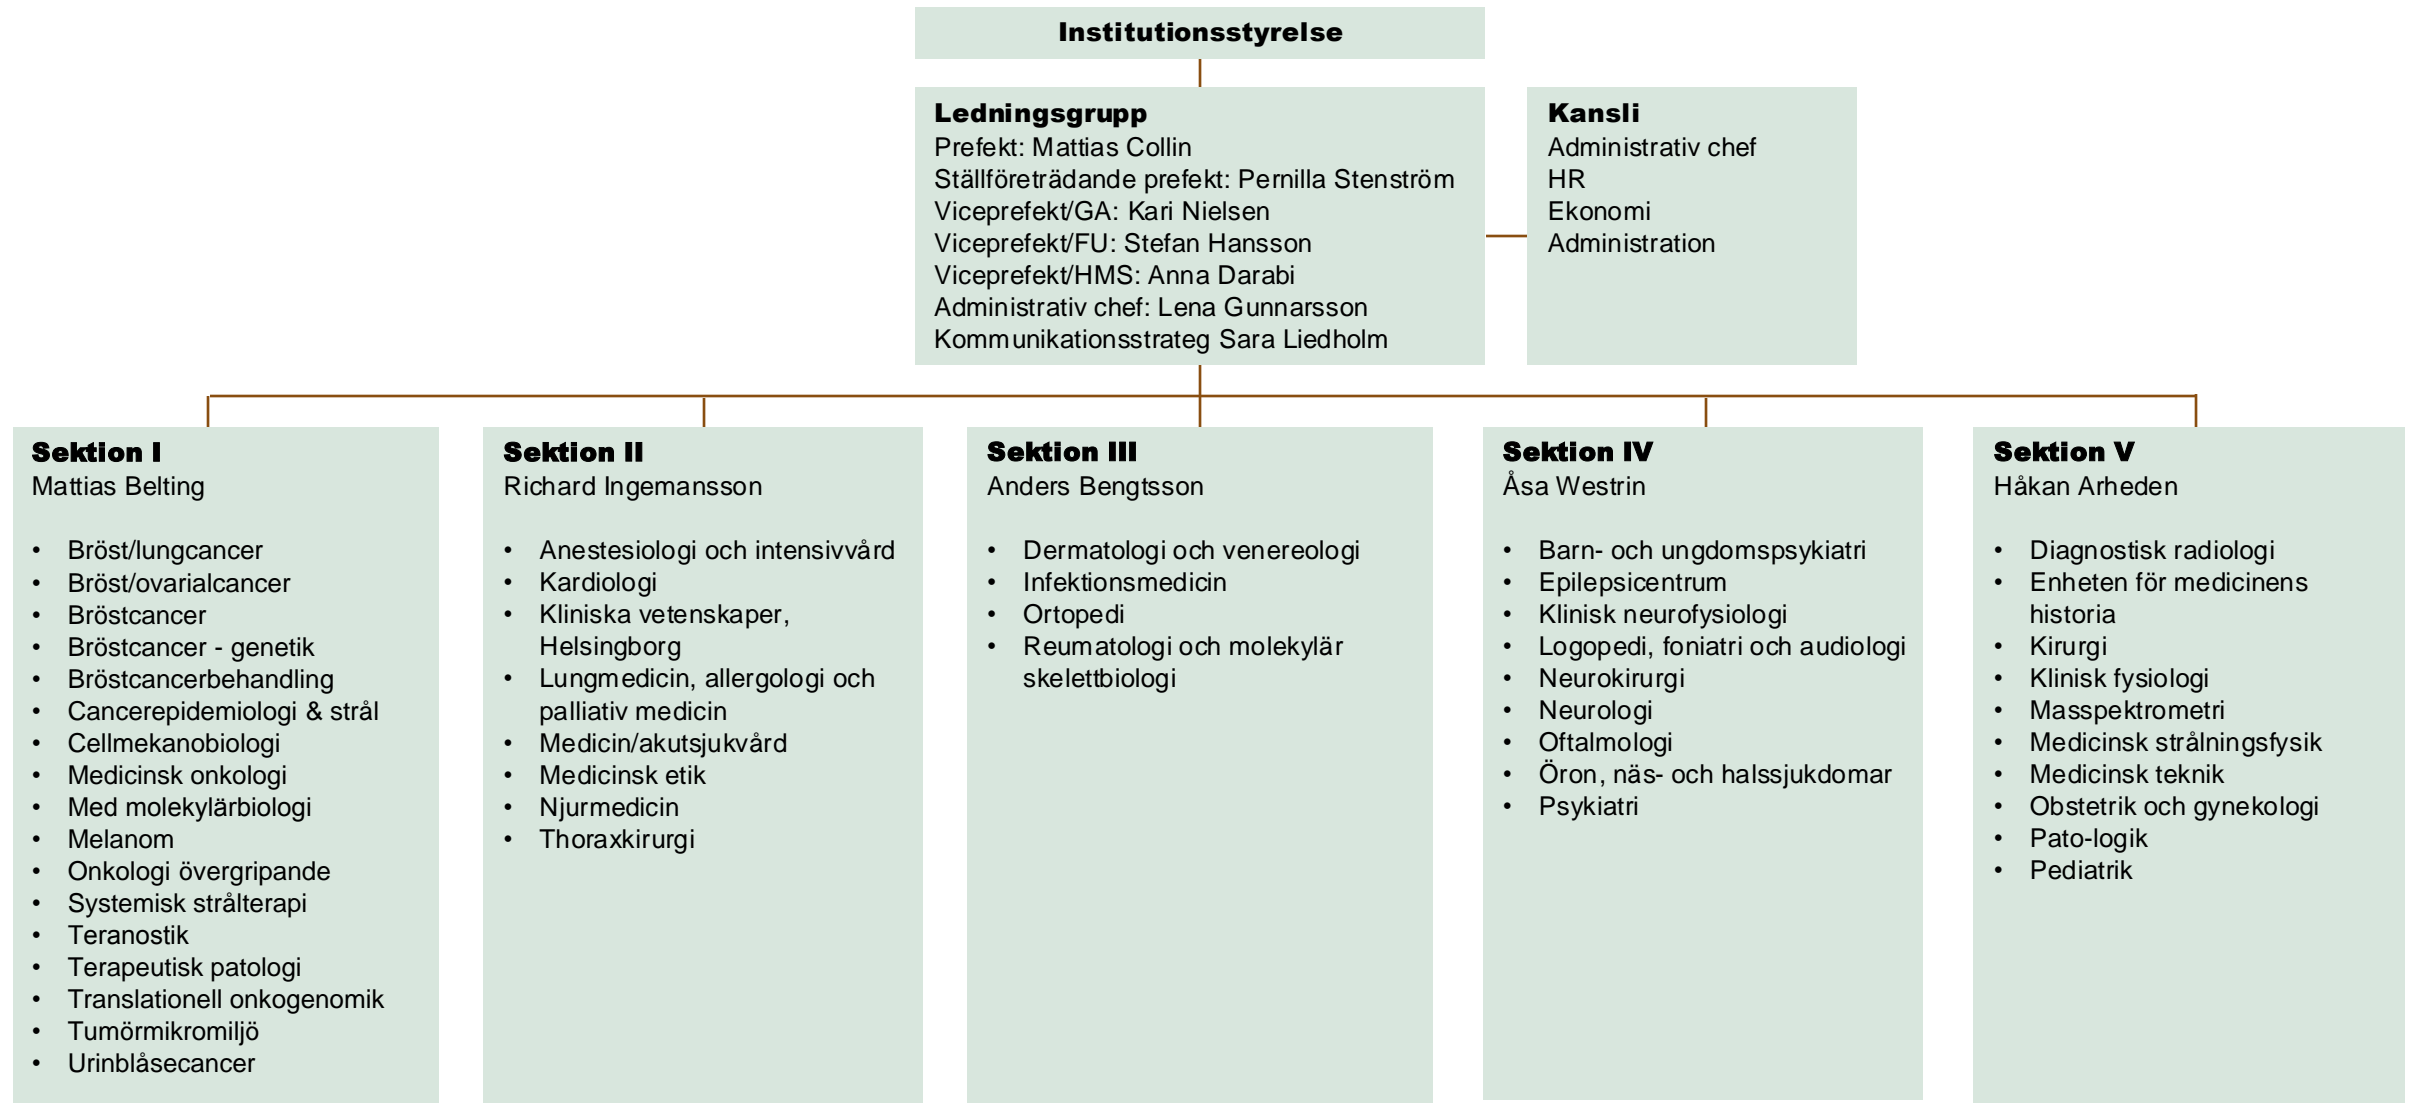 Institutionsstyrelse
Ledningsgrupp
Prefekt: Mattias Collin
Ställföreträdande prefekt: Pernilla Stenström
Viceprefekt/GA: Kari Nielsen
Viceprefekt/FU: Stefan Hansson
Viceprefekt/HMS: Anna Darabi
Administrativ chef: Lena Gunnarsson
Kommunikationsstrateg Sara Liedholm
Kansli
Administrativ chef
HR
Ekonomi
Administration
Sektion I
Mattias Belting
• Bröst/lungcancer
• Bröst/ovarialcancer
• Bröstcancer
• Bröstcancer - genetik
• Bröstcancerbehandling
• Cancerepidemiologi & strål
• Cellmekanobiologi
• Medicinsk onkologi
• Med molekylärbiologi
• Melanom
• Onkologi övergripande
• Systemisk strålterapi
• Teranostik
• Terapeutisk patologi
• Translationell onkogenomik
• Tumörmikromiljö
• Urinblåsecancer
Sektion II
Richard Ingemansson
• Anestesiologi och intensivvård
• Kardiologi
• Kliniska vetenskaper,
Helsingborg
• Lungmedicin, allergologi och
palliativ medicin
• Medicin/akutsjukvård
• Medicinsk etik
• Njurmedicin
• Thoraxkirurgi
Sektion III
Anders Bengtsson
• Dermatologi och venereologi
• Infektionsmedicin
• Ortopedi
• Reumatologi och molekylär
skelettbiologi
Sektion IV
Åsa Westrin
• Barn- och ungdomspsykiatri
• Epilepsicentrum
• Klinisk neurofysiologi
• Logopedi, foniatri och audiologi
• Neurokirurgi
• Neurologi
• Oftalmologi
• Öron, näs- och halssjukdomar
• Psykiatri
Sektion V
Håkan Arheden
• Diagnostisk radiologi
• Enheten för medicinens
historia
• Kirurgi
• Klinisk fysiologi
• Masspektrometri
• Medicinsk strålningsfysik
• Medicinsk teknik
• Obstetrik och gynekologi
• Pato-logik
• Pediatrik